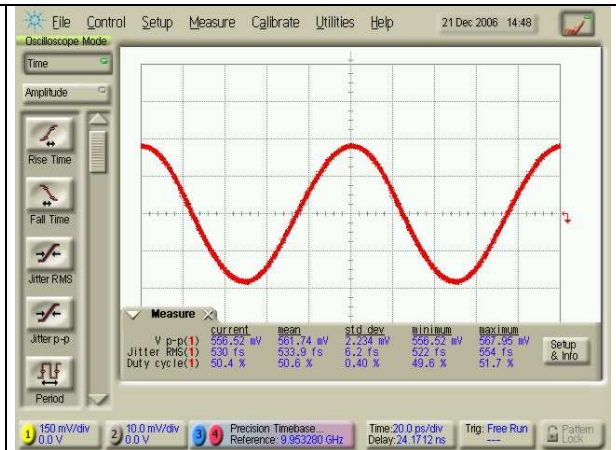 File Control Setup Measure Calibrate Utilities Help 21 Dec 2006 14:48
Oscilloscope Mode
Time
Amplitude
Rise Time
Fall Time
Jitter RMS
Jitter p-p
Period
Measure
current mean std dev minimum maximum
V p-p(1) 556.52 mV 561.74 mV 2.234 mV 556.52 mV 567.95 mV
Jitter RMS(1) 530 fs 533.9 fs 6.2 fs 522 fs 554 fs
Duty cycle(1) 50.4 % 50.6 % 0.40 % 49.6 % 51.7 %
Setup
& Info
1 150 mV/div
0.0 V
2 10.0 mV/div
0.0 V
3 4 Precision Timebase...
Reference: 9.953280 GHz
Time:20.0 ps/div
Delay:24.1712 ns
Trig: Free Run
---
Pattern
Lock